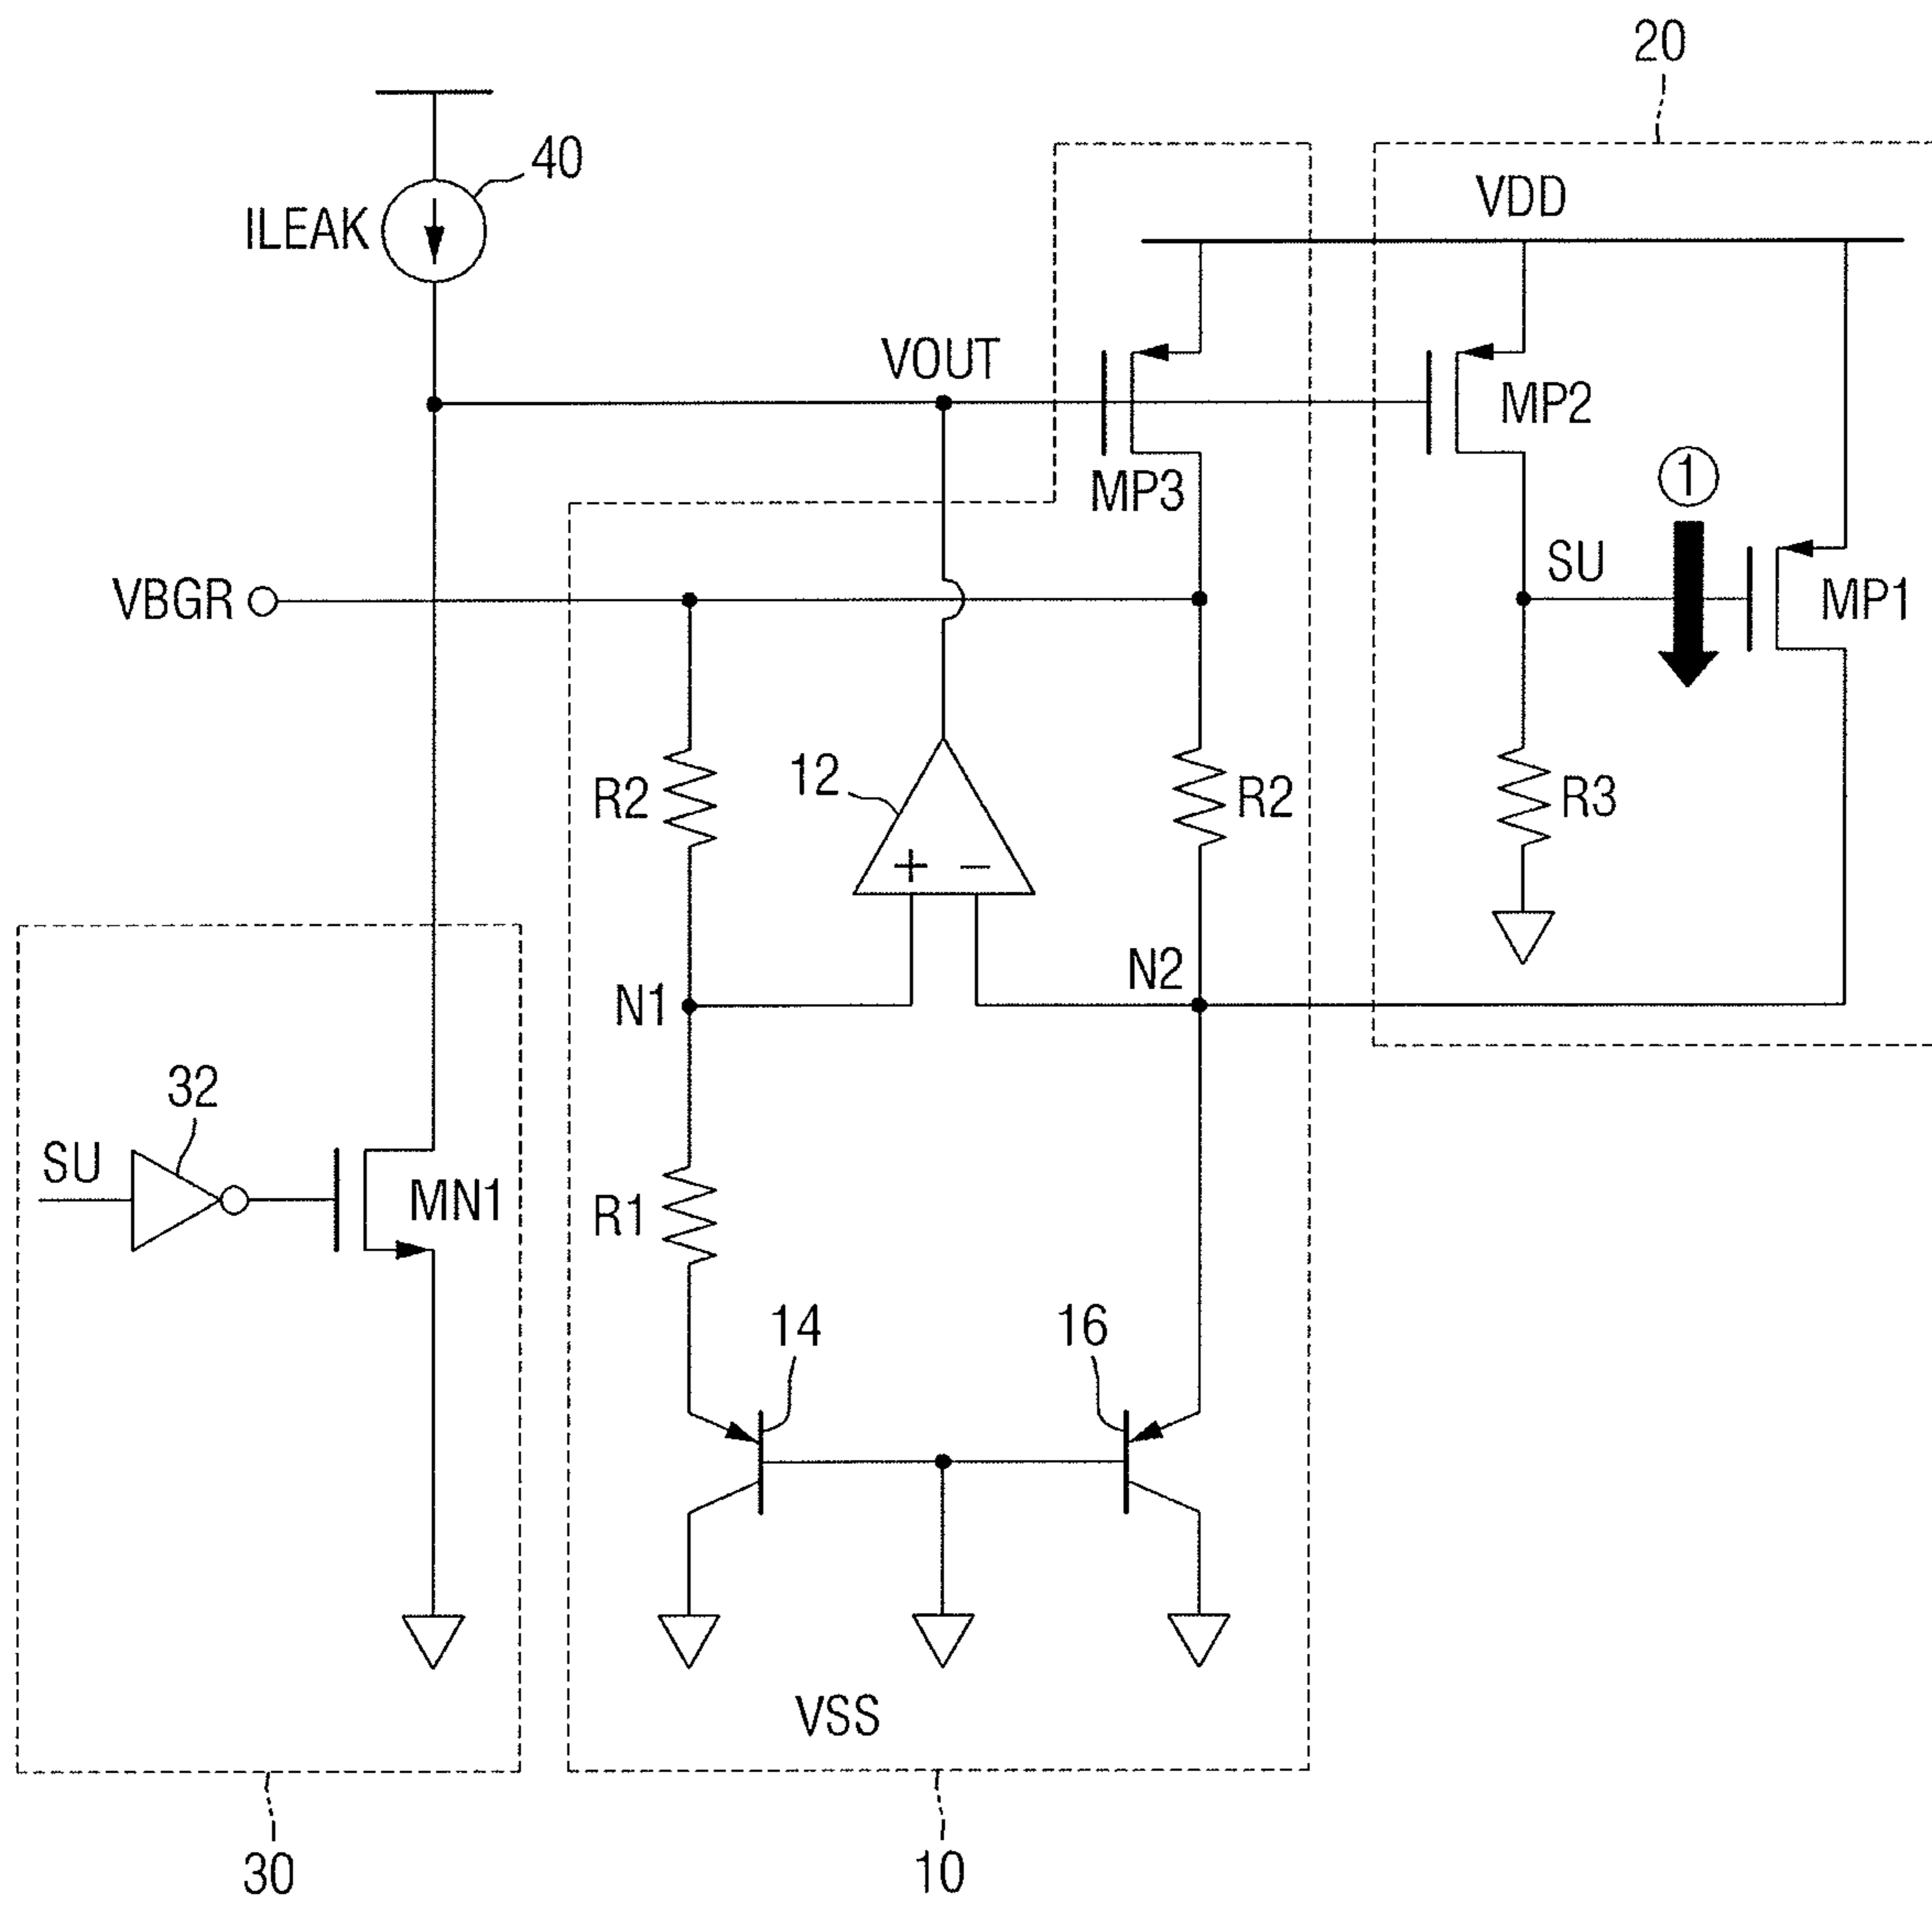 20
40
ILEAK
VDD
VOUT
MP2
MP3
1
SU
VBGR
MP1
12
R2
+ −
R2
R3
N2
N1
32
SU
MN1
R1
14
16
VSS
30
10